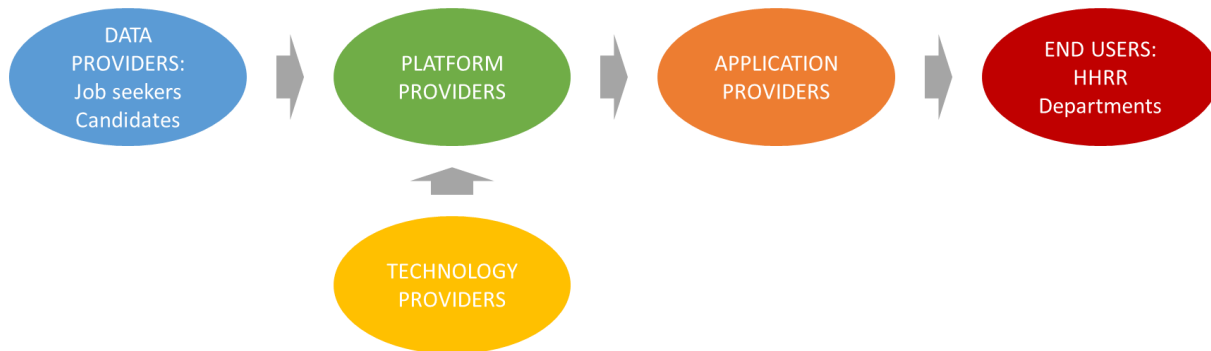 DATA
PROVIDERS:
Job seekers
Candidates
PLATFORM
PROVIDERS
APPLICATION
PROVIDERS
END USERS:
HHRR
Departments
TECHNOLOGY
PROVIDERS